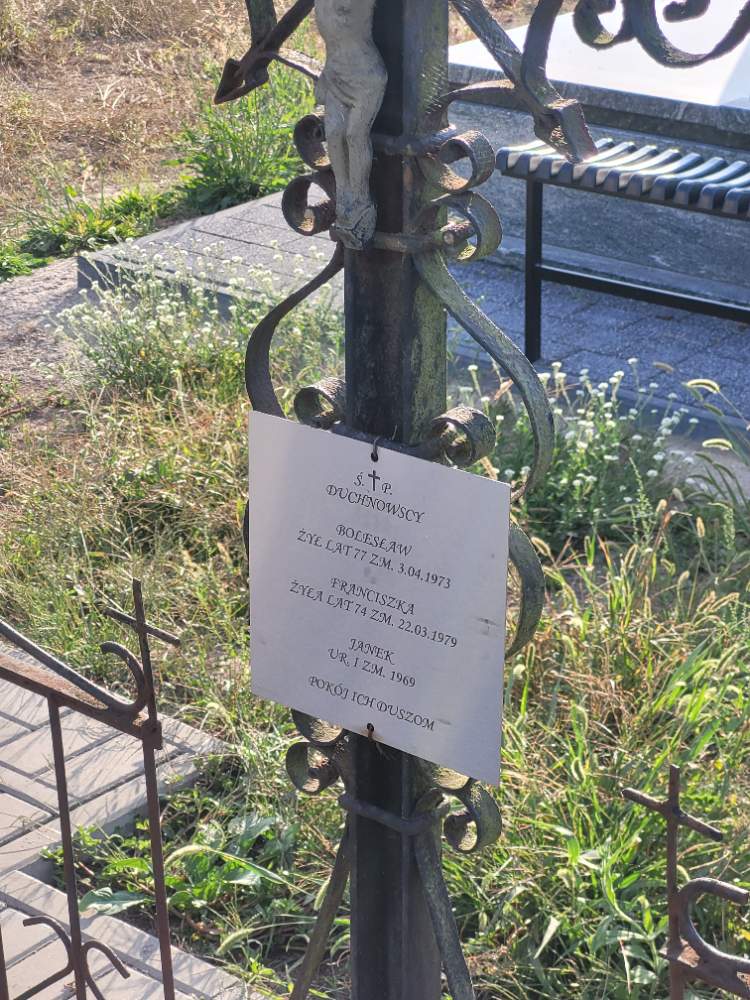 Ś.✝P.
DUCHNOWSCY
BOLESŁAW
ŻYŁ LAT 77 ZM. 3.04.1973
FRANCISZKA
ŻYŁA LAT 74 ZM. 22.03.1979
JANEK
UR. I ZM. 1969
POKÓJ ICH DUSZOM